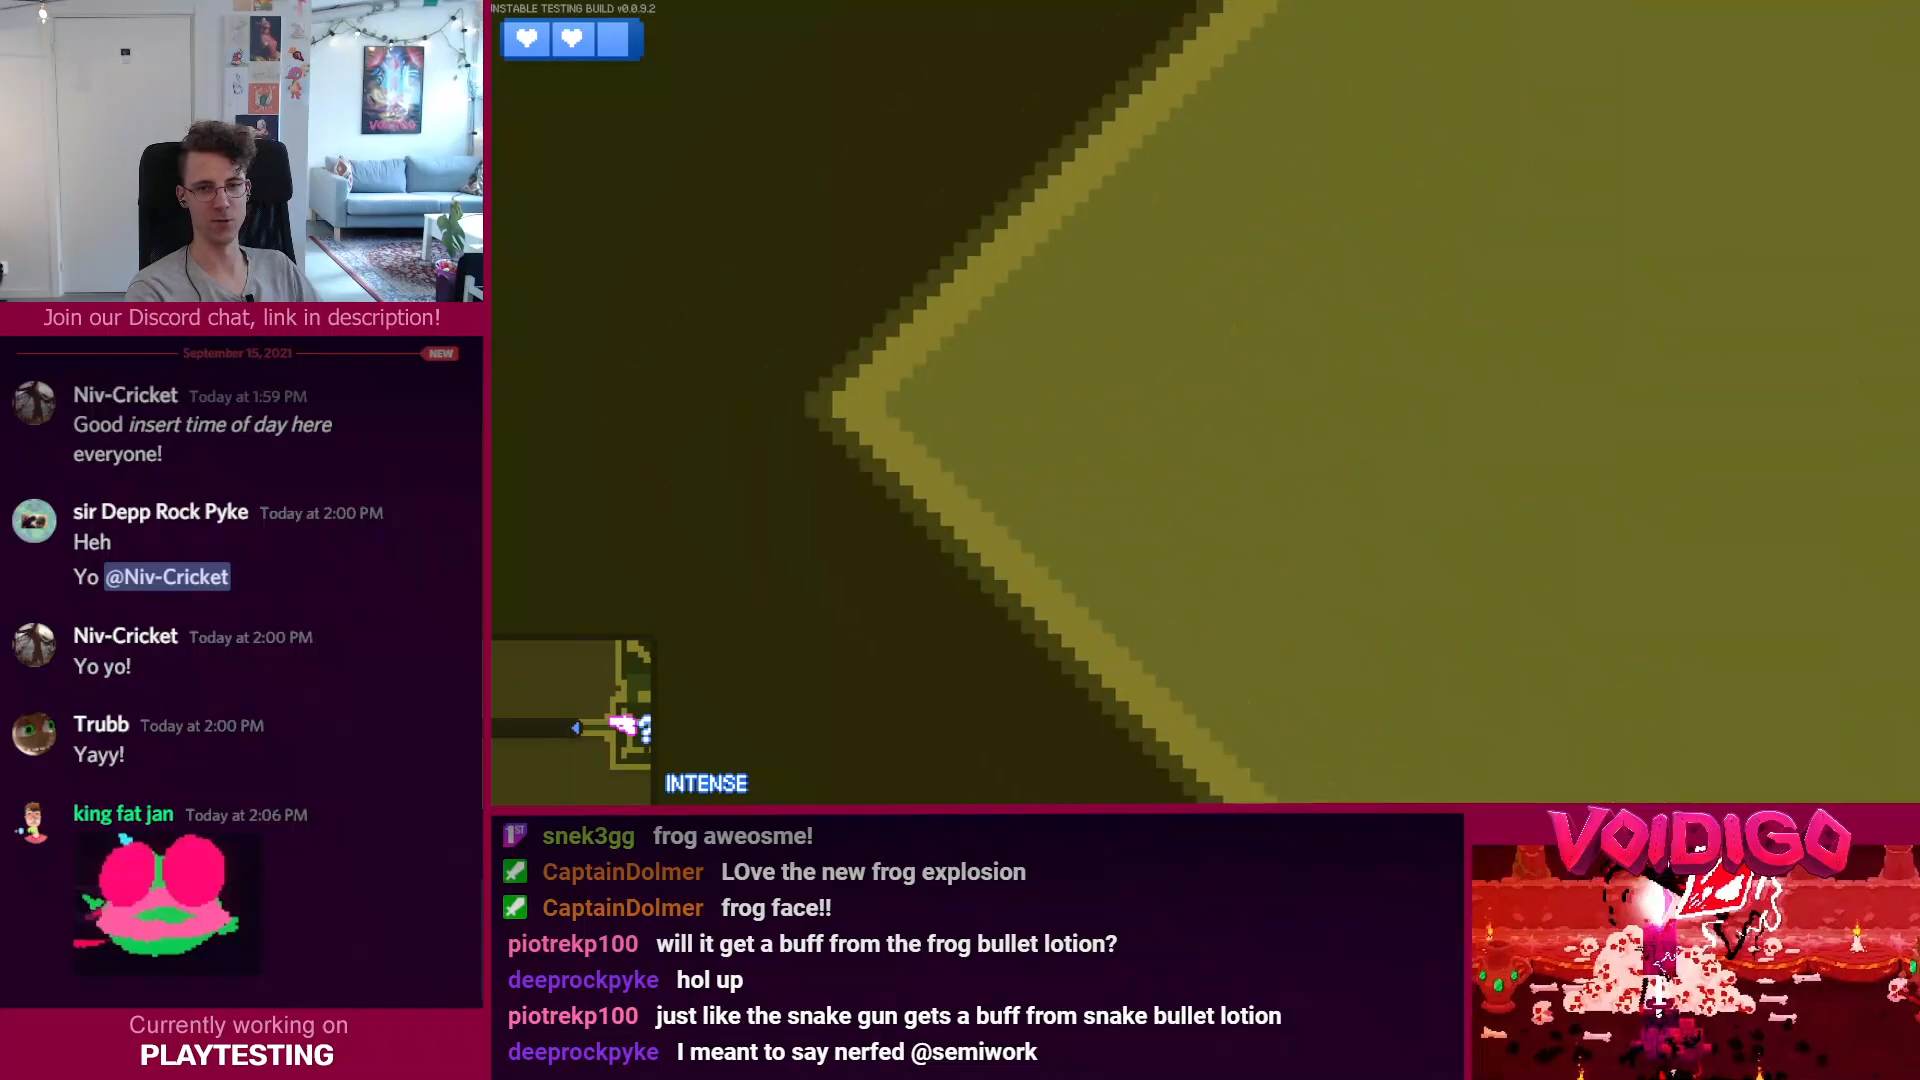 UNSTABLE TESTING BUILD v0.0.9.2
VOIDIGO
Join our Discord chat, link in description!
September 15, 2021
NEW
Niv-Cricket Today at 1:59 PM
Good insert time of day here
everyone!
sir Depp Rock Pyke Today at 2:00 PM
Heh
Yo @Niv-Cricket
Niv-Cricket Today at 2:00 PM
Yo yo!
Trubb Today at 2:00 PM
Yayy!
king fat jan Today at 2:06 PM
Currently working on
PLAYTESTING
?
INTENSE
1ST snek3gg frog aweosme!
CaptainDolmer LOve the new frog explosion
CaptainDolmer frog face!!
piotrekp100 will it get a buff from the frog bullet lotion?
deeprockpyke hol up
piotrekp100 just like the snake gun gets a buff from snake bullet lotion
deeprockpyke I meant to say nerfed @semiwork
VOIDIGO